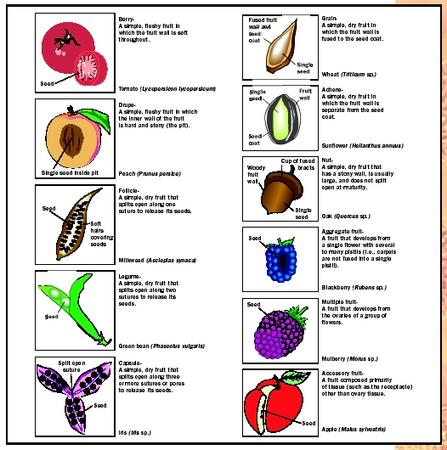 Berry-
A simple, fleshy fruit in
which the fruit wall is soft
throughout.
Seed
Tomato (Lycopersion lycopersicum)
Drupe-
A simple, fleshy fruit in which
the inner wall of the fruit
is hard and stony (the pit).
Single seed inside pit
Peach (Prunus persica)
Follicle-
A simple, dry fruit that
splits open along one
suture to release its seeds.
Seed
Soft
hairs
covering
seeds
Milkweed (Asclepias syriaca)
Legume-
A simple, dry fruit that
splits open along two
sutures to release its
seeds.
Seed
Green bean (Phaseolus vulgaris)
Capsule-
A simple, dry fruit that
splits open along three
or more sutures or pores
to release its seeds.
Split open
suture
Seed
Iris (Iris sp.)
Grain-
A simple, dry fruit in
which the fruit wall is
fused to the seed coat.
Fused fruit
wall and
seed
coat
Single
seed
Wheat (Triticum sp.)
Achene-
A simple, dry fruit in
which the fruit wall is
separate from the seed
coat.
Single
seed
Fruit
wall
Seed
coat
Sunflower (Helianthus annuus)
Nut-
A simple, dry fruit that
has a stony wall, is usually
large, and does not split
open at maturity.
Cup of fused
bracts
Woody
fruit
wall
Single
seed
Oak (Quercus sp.)
Aggregate fruit-
A fruit that develops from
a single flower with several
to many pistils (i.e., carpels
are not fused into a single
pistil).
Seed
Blackberry (Rubens sp.)
Multiple fruit-
A fruit that develops from
the ovaries of a group of
flowers.
Seed
Mulberry (Morus sp.)
Accessory fruit-
A fruit composed primarily
of tissue (such as the receptacle)
other than ovary tissue.
Seed
Apple (Malus sylvestris)